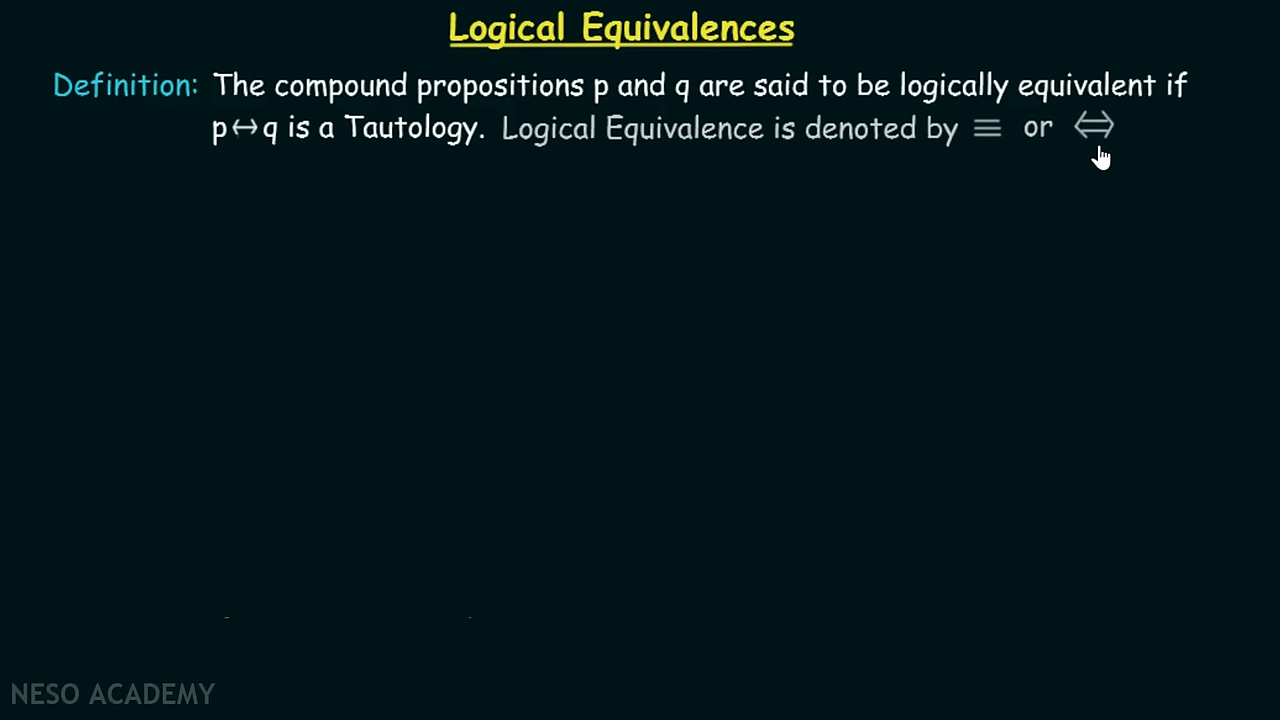 Logical Equivalences
Definition: The compound propositions p and q are said to be logically equivalent if
p↔q is a Tautology. Logical Equivalence is denoted by ≡ or ⇔
NESO ACADEMY